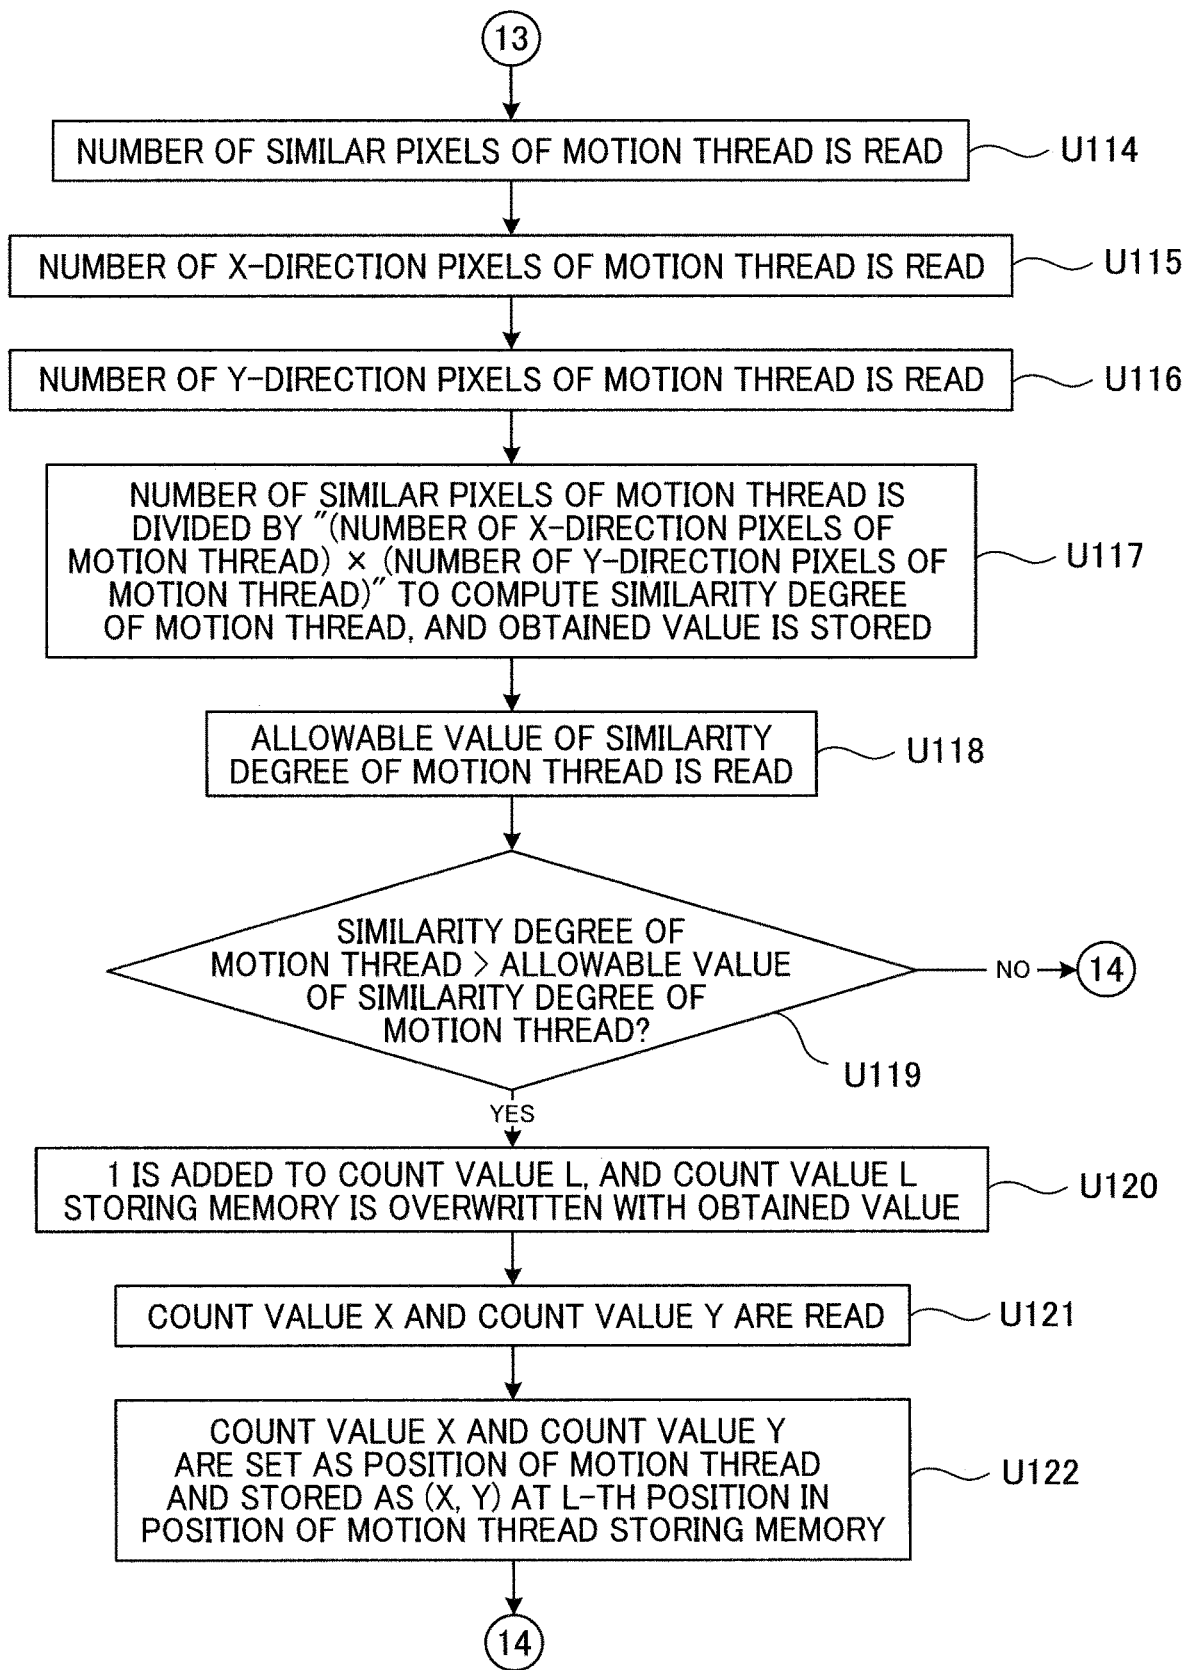 13
NUMBER OF SIMILAR PIXELS OF MOTION THREAD IS READ
U114
NUMBER OF X-DIRECTION PIXELS OF MOTION THREAD IS READ
U115
NUMBER OF Y-DIRECTION PIXELS OF MOTION THREAD IS READ
U116
NUMBER OF SIMILAR PIXELS OF MOTION THREAD IS
DIVIDED BY "(NUMBER OF X-DIRECTION PIXELS OF
MOTION THREAD) × (NUMBER OF Y-DIRECTION PIXELS OF
MOTION THREAD)" TO COMPUTE SIMILARITY DEGREE
OF MOTION THREAD, AND OBTAINED VALUE IS STORED
U117
ALLOWABLE VALUE OF SIMILARITY
DEGREE OF MOTION THREAD IS READ
U118
SIMILARITY DEGREE OF
MOTION THREAD > ALLOWABLE VALUE
OF SIMILARITY DEGREE OF
MOTION THREAD?
NO
14
U119
YES
1 IS ADDED TO COUNT VALUE L, AND COUNT VALUE L
STORING MEMORY IS OVERWRITTEN WITH OBTAINED VALUE
U120
COUNT VALUE X AND COUNT VALUE Y ARE READ
U121
COUNT VALUE X AND COUNT VALUE Y
ARE SET AS POSITION OF MOTION THREAD
AND STORED AS (X, Y) AT L-TH POSITION IN
POSITION OF MOTION THREAD STORING MEMORY
U122
14